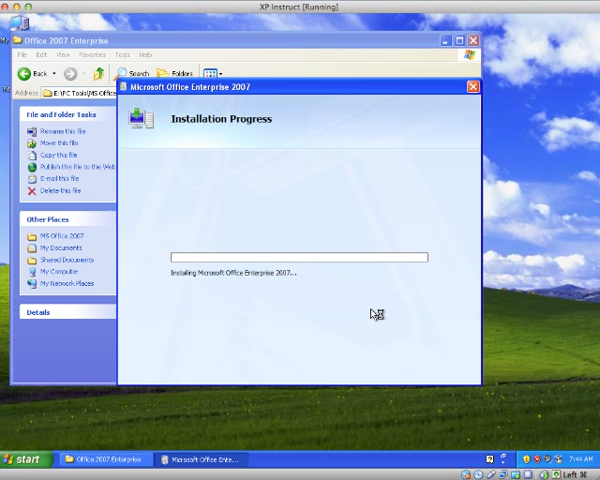 XP Instruct [Running]
Office 2007 Enterprise
File Edit View Favorites Tools Help
Back Search Folders
Address E:\PC Tools\MS Office
Microsoft Office Enterprise 2007
Installation Progress
File and Folder Tasks
Rename this file
Move this file
Copy this file
Publish this file to the Web
E-mail this file
Delete this file
Other Places
MS Office 2007
My Documents
Shared Documents
My Computer
My Network Places
Details
Installing Microsoft Office Enterprise 2007...
start Office 2007 Enterprise Microsoft Office Ente... 7:44 AM
Left ⌘